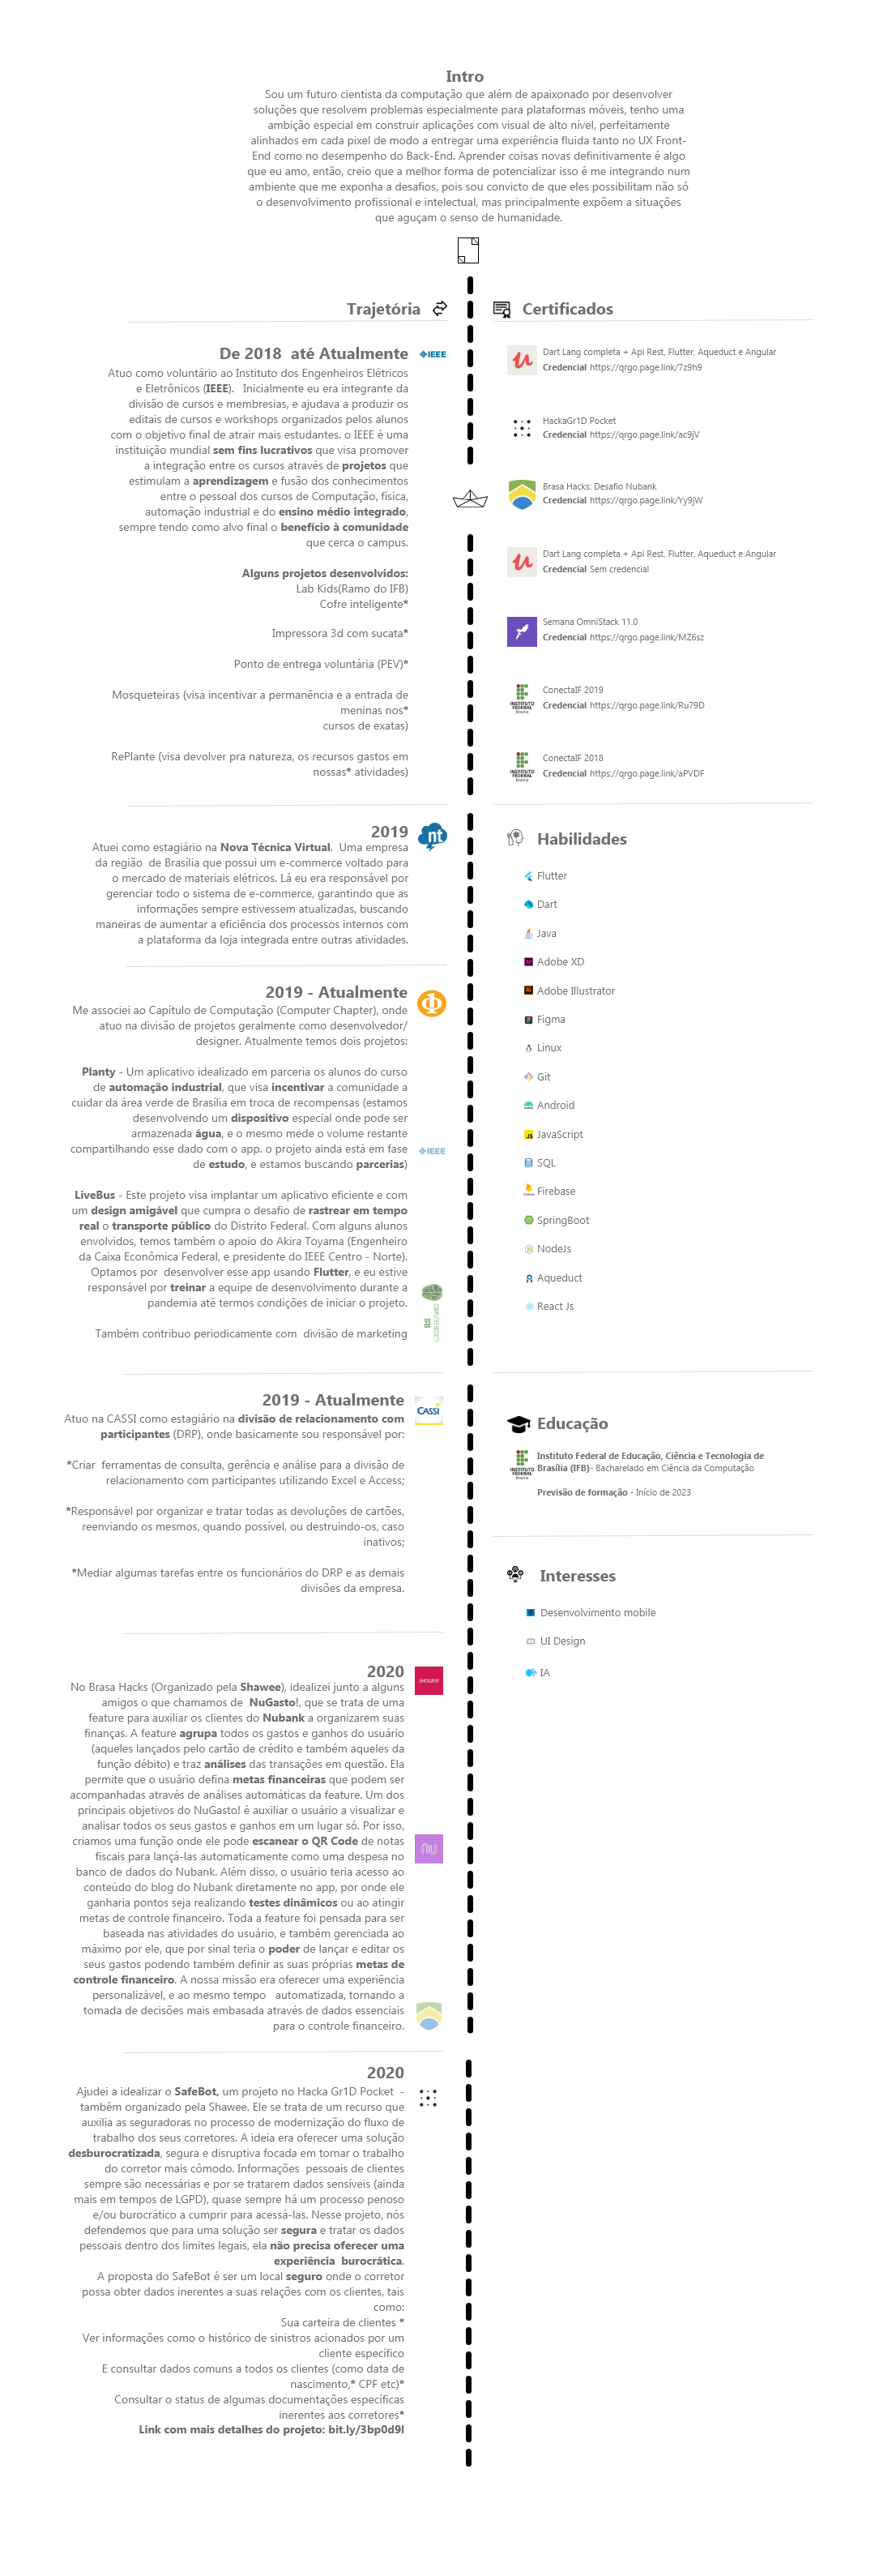 Intro
Sou um futuro cientista da computação que além de apaixonado por desenvolver
soluções que resolvem problemas especialmente para plataformas móveis, tenho uma
ambição especial em construir aplicações com visual de alto nível, perfeitamente
alinhados em cada pixel de modo a entregar uma experiência fluida tanto no UX Front-
End como no desempenho do Back-End. Aprender coisas novas definitivamente é algo
que eu amo, então, creio que a melhor forma de potencializar isso é me integrando num
ambiente que me exponha a desafios, pois sou convicto de que eles possibilitam não só
o desenvolvimento profissional e intelectual, mas principalmente expõem a situações
que aguçam o senso de humanidade.
Trajetória
De 2018  até Atualmente
IEEE
Atuo como voluntário ao Instituto dos Engenheiros Elétricos
e Eletrônicos (IEEE).   Inicialmente eu era integrante da
divisão de cursos e membresias, e ajudava a produzir os
editais de cursos e workshops organizados pelos alunos
com o objetivo final de atrair mais estudantes. o IEEE é uma
instituição mundial sem fins lucrativos que visa promover
a integração entre os cursos através de projetos que
estimulam a aprendizagem e fusão dos conhecimentos
entre o pessoal dos cursos de Computação, física,
automação industrial e do ensino médio integrado,
sempre tendo como alvo final o benefício à comunidade
que cerca o campus.
Alguns projetos desenvolvidos:
Lab Kids(Ramo do IFB)
Cofre inteligente*
Impressora 3d com sucata*
Ponto de entrega voluntária (PEV)*
Mosqueteiras (visa incentivar a permanência e a entrada de
meninas nos*
cursos de exatas)
RePlante (visa devolver pra natureza, os recursos gastos em
nossas* atividades)
2019
nt
Atuei como estagiário na Nova Técnica Virtual.  Uma empresa
da região  de Brasília que possui um e-commerce voltado para
o mercado de materiais elétricos. Lá eu era responsável por
gerenciar todo o sistema de e-commerce, garantindo que as
informações sempre estivessem atualizadas, buscando
maneiras de aumentar a eficiência dos processos internos com
a plataforma da loja integrada entre outras atividades.
2019 - Atualmente
Me associei ao Capítulo de Computação (Computer Chapter), onde
atuo na divisão de projetos geralmente como desenvolvedor/
designer. Atualmente temos dois projetos:
Planty - Um aplicativo idealizado em parceria os alunos do curso
de automação industrial, que visa incentivar a comunidade a
cuidar da área verde de Brasília em troca de recompensas (estamos
desenvolvendo um dispositivo especial onde pode ser
armazenada água, e o mesmo mede o volume restante
compartilhando esse dado com o app. o projeto ainda está em fase
de estudo, e estamos buscando parcerias)
IEEE
LiveBus - Este projeto visa implantar um aplicativo eficiente e com
um design amigável que cumpra o desafio de rastrear em tempo
real o transporte público do Distrito Federal. Com alguns alunos
envolvidos, temos também o apoio do Akira Toyama (Engenheiro
da Caixa Econômica Federal, e presidente do IEEE Centro - Norte).
Optamos por  desenvolver esse app usando Flutter, e eu estive
responsável por treinar a equipe de desenvolvimento durante a
pandemia até termos condições de iniciar o projeto.
COMPUTER SOCIETY
IFB
Também contribuo periodicamente com  divisão de marketing
2019 - Atualmente
CASSI
Atuo na CASSI como estagiário na divisão de relacionamento com
participantes (DRP), onde basicamente sou responsável por:
*Criar  ferramentas de consulta, gerência e análise para a divisão de
relacionamento com participantes utilizando Excel e Access;
*Responsável por organizar e tratar todas as devoluções de cartões,
reenviando os mesmos, quando possível, ou destruindo-os, caso
inativos;
*Mediar algumas tarefas entre os funcionários do DRP e as demais
divisões da empresa.
2020
SHAWEE
No Brasa Hacks (Organizado pela Shawee), idealizei junto a alguns
amigos o que chamamos de  NuGasto!, que se trata de uma
feature para auxiliar os clientes do Nubank a organizarem suas
finanças. A feature agrupa todos os gastos e ganhos do usuário
(aqueles lançados pelo cartão de crédito e também aqueles da
função débito) e traz análises das transações em questão. Ela
permite que o usuário defina metas financeiras que podem ser
acompanhadas através de análises automáticas da feature. Um dos
principais objetivos do NuGasto! é auxiliar o usuário a visualizar e
analisar todos os seus gastos e ganhos em um lugar só. Por isso,
criamos uma função onde ele pode escanear o QR Code de notas
fiscais para lançá-las automaticamente como uma despesa no
banco de dados do Nubank. Além disso, o usuário teria acesso ao
conteúdo do blog do Nubank diretamente no app, por onde ele
ganharia pontos seja realizando testes dinâmicos ou ao atingir
metas de controle financeiro. Toda a feature foi pensada para ser
baseada nas atividades do usuário, e também gerenciada ao
máximo por ele, que por sinal teria o poder de lançar e editar os
seus gastos podendo também definir as suas próprias metas de
controle financeiro. A nossa missão era oferecer uma experiência
personalizável, e ao mesmo tempo   automatizada, tornando a
tomada de decisões mais embasada através de dados essenciais
para o controle financeiro.
nu
2020
Ajudei a idealizar o SafeBot, um projeto no Hacka Gr1D Pocket  -
também organizado pela Shawee. Ele se trata de um recurso que
auxilia as seguradoras no processo de modernização do fluxo de
trabalho dos seus corretores. A ideia era oferecer uma solução
desburocratizada, segura e disruptiva focada em tornar o trabalho
do corretor mais cômodo. Informações  pessoais de clientes
sempre são necessárias e por se tratarem dados sensíveis (ainda
mais em tempos de LGPD), quase sempre há um processo penoso
e/ou burocrático a cumprir para acessá-las. Nesse projeto, nós
defendemos que para uma solução ser segura e tratar os dados
pessoais dentro dos limites legais, ela não precisa oferecer uma
experiência  burocrática.
A proposta do SafeBot é ser um local seguro onde o corretor
possa obter dados inerentes a suas relações com os clientes, tais
como:
Sua carteira de clientes *
Ver informações como o histórico de sinistros acionados por um
cliente específico
E consultar dados comuns a todos os clientes (como data de
nascimento,* CPF etc)*
Consultar o status de algumas documentações específicas
inerentes aos corretores*
Link com mais detalhes do projeto: bit.ly/3bp0d9l
Certificados
Dart Lang completa + Api Rest, Flutter, Aqueduct e Angular
Credencial https://qrgo.page.link/7z9h9
HackaGr1D Pocket
Credencial https://qrgo.page.link/ac9jV
Brasa Hacks: Desafio Nubank
Credencial https://qrgo.page.link/Yy9jW
Dart Lang completa + Api Rest, Flutter, Aqueduct e Angular
Credencial Sem credencial
Semana OmniStack 11.0
Credencial https://qrgo.page.link/MZ6sz
INSTITUTO
FEDERAL
Brasília
ConectaIF 2019
Credencial https://qrgo.page.link/Ru79D
INSTITUTO
FEDERAL
Brasília
ConectaIF 2018
Credencial https://qrgo.page.link/aPVDF
Habilidades
Flutter
Dart
Java
Adobe XD
Adobe Illustrator
Figma
Linux
Git
Android
JS
JavaScript
SQL
Firebase
SpringBoot
NodeJs
Aqueduct
React Js
Educação
INSTITUTO
FEDERAL
Brasília
Instituto Federal de Educação, Ciência e Tecnologia de
Brasília (IFB)- Bacharelado em Ciência da Computação
Previsão de formação - Início de 2023
Interesses
Desenvolvimento mobile
UI Design
IA